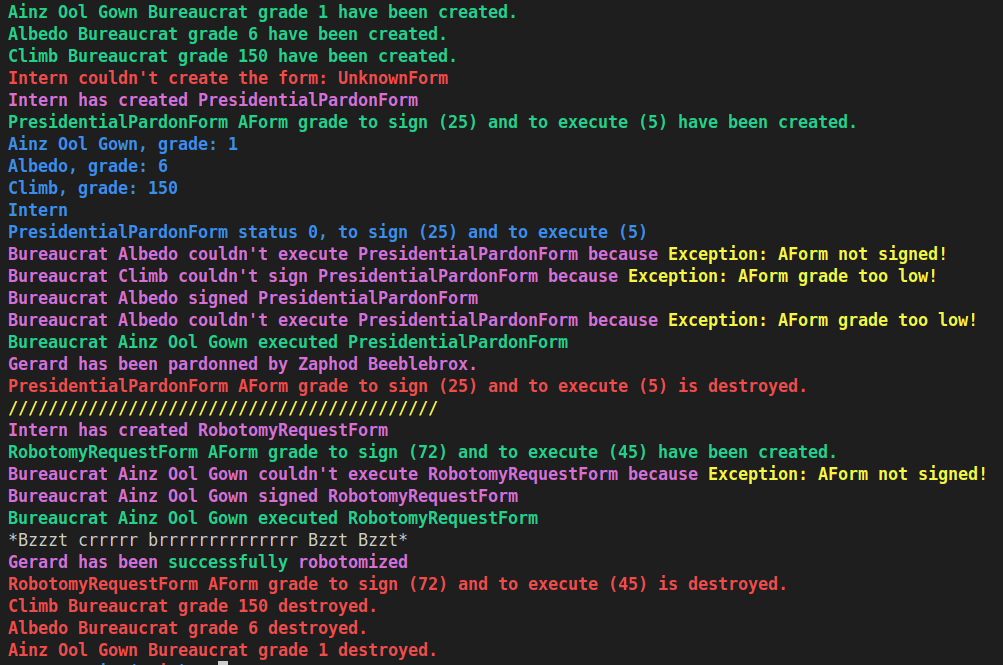 Ainz Ool Gown Bureaucrat grade 1 have been created.
Albedo Bureaucrat grade 6 have been created.
Climb Bureaucrat grade 150 have been created.
Intern couldn't create the form: UnknownForm
Intern has created PresidentialPardonForm
PresidentialPardonForm AForm grade to sign (25) and to execute (5) have been created.
Ainz Ool Gown, grade: 1
Albedo, grade: 6
Climb, grade: 150
Intern
PresidentialPardonForm status 0, to sign (25) and to execute (5)
Bureaucrat Albedo couldn't execute PresidentialPardonForm because Exception: AForm not signed!
Bureaucrat Climb couldn't sign PresidentialPardonForm because Exception: AForm grade too low!
Bureaucrat Albedo signed PresidentialPardonForm
Bureaucrat Albedo couldn't execute PresidentialPardonForm because Exception: AForm grade too low!
Bureaucrat Ainz Ool Gown executed PresidentialPardonForm
Gerard has been pardonned by Zaphod Beeblebrox.
PresidentialPardonForm AForm grade to sign (25) and to execute (5) is destroyed.
///////////////////////////////////////////
Intern has created RobotomyRequestForm
RobotomyRequestForm AForm grade to sign (72) and to execute (45) have been created.
Bureaucrat Ainz Ool Gown couldn't execute RobotomyRequestForm because Exception: AForm not signed!
Bureaucrat Ainz Ool Gown signed RobotomyRequestForm
Bureaucrat Ainz Ool Gown executed RobotomyRequestForm
*Bzzzt crrrrr brrrrrrrrrrrrrr Bzzt Bzzt*
Gerard has been successfully robotomized
RobotomyRequestForm AForm grade to sign (72) and to execute (45) is destroyed.
Climb Bureaucrat grade 150 destroyed.
Albedo Bureaucrat grade 6 destroyed.
Ainz Ool Gown Bureaucrat grade 1 destroyed.